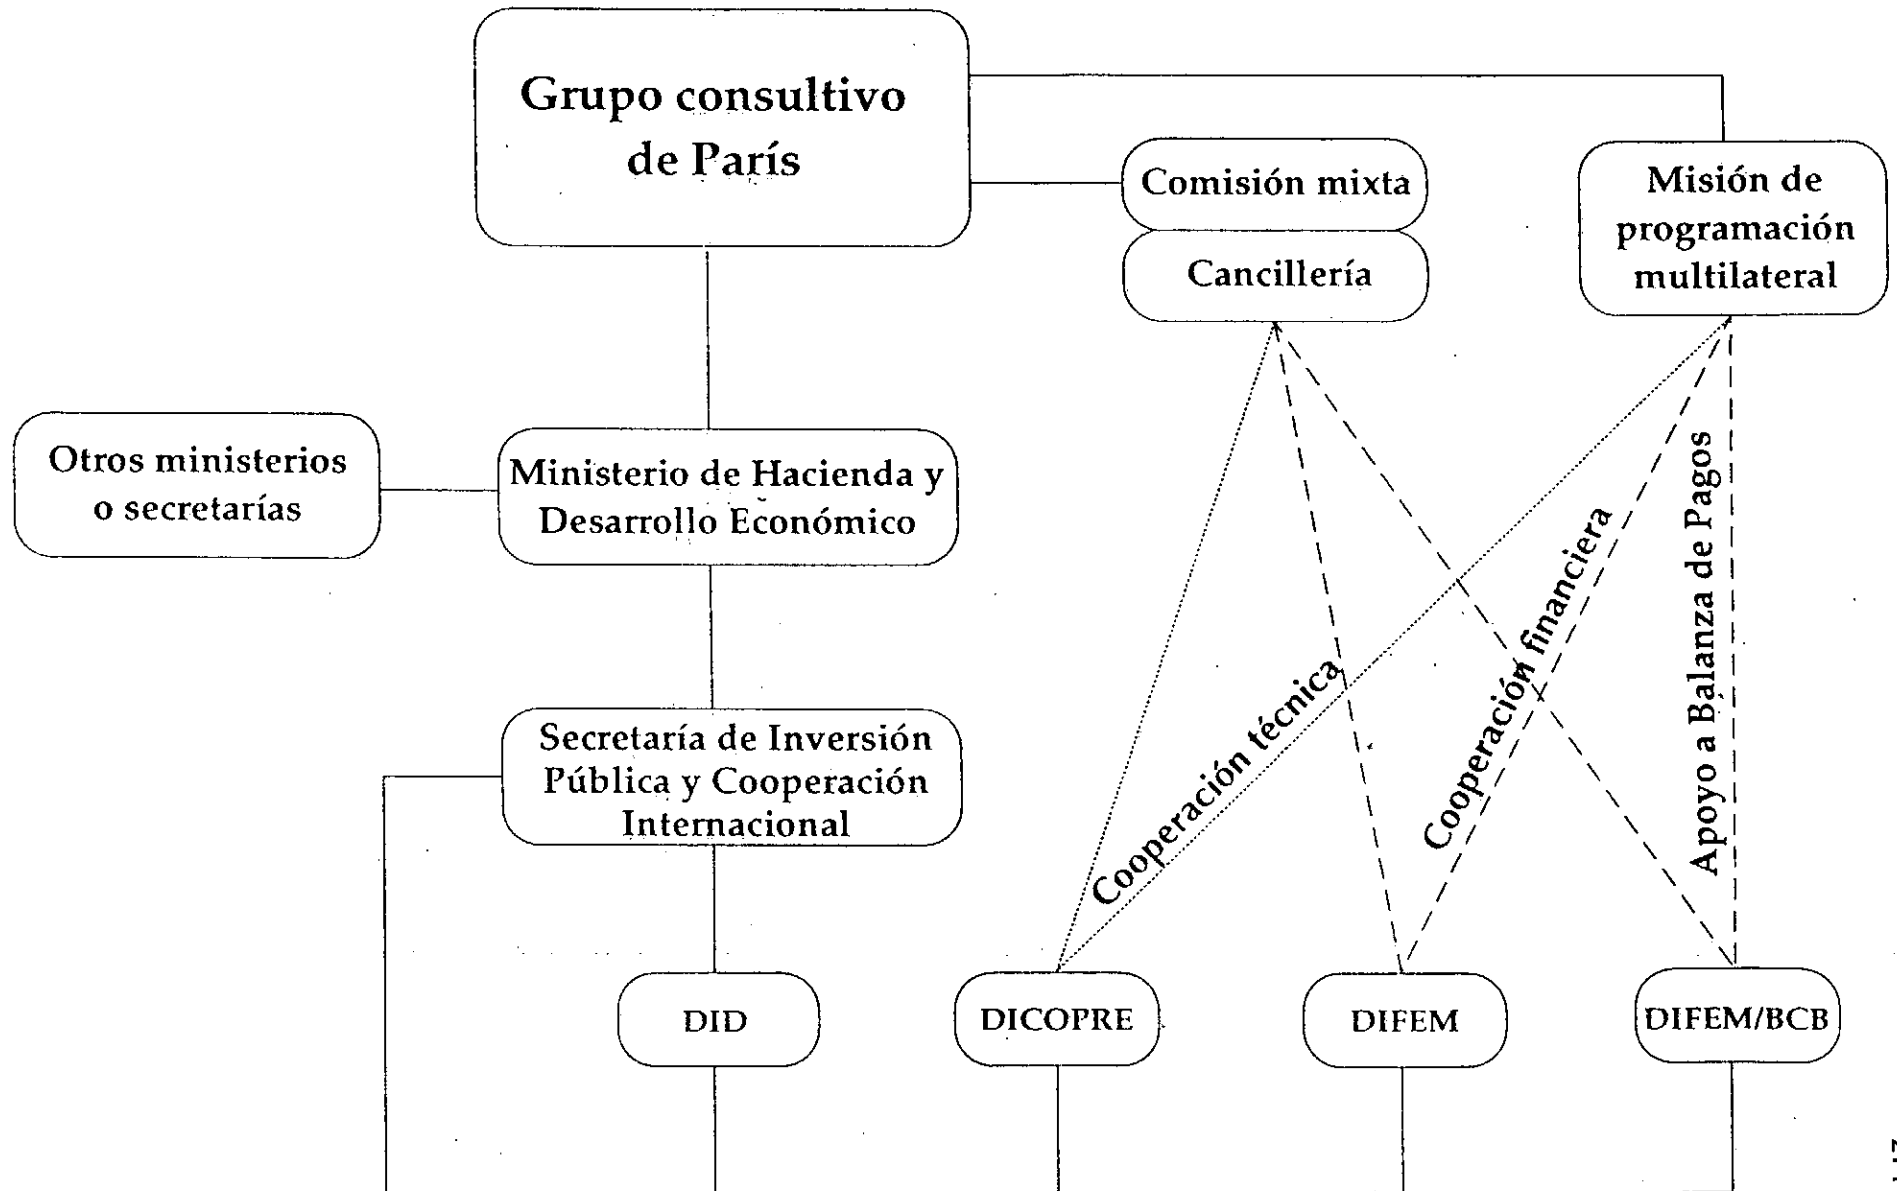 Grupo consultivo
de París
Comisión mixta
Cancillería
Misión de
programación
multilateral
Otros ministerios
o secretarías
Ministerio de Hacienda y
Desarrollo Económico
Secretaría de Inversión
Pública y Cooperación
Internacional
Cooperación técnica
Cooperación financiera
Apoyo a Balanza de Pagos
DID
DICOPRE
DIFEM
DIFEM/BCB